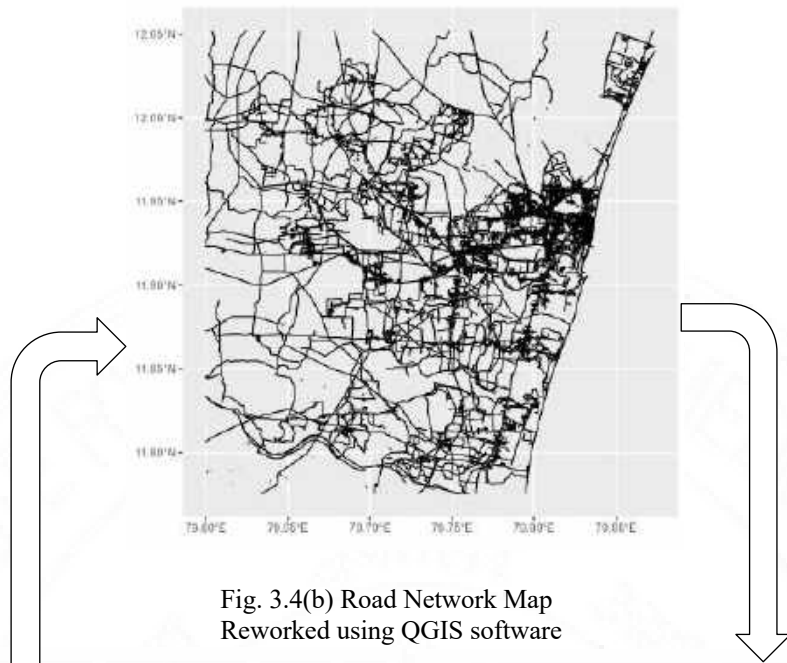 12.05°N
12.00°N
11.95°N
11.90°N
11.85°N
11.80°N
79.60°E 79.65°E 79.70°E 79.75°E 79.80°E 79.85°E
Fig. 3.4(b) Road Network Map
Reworked using QGIS software